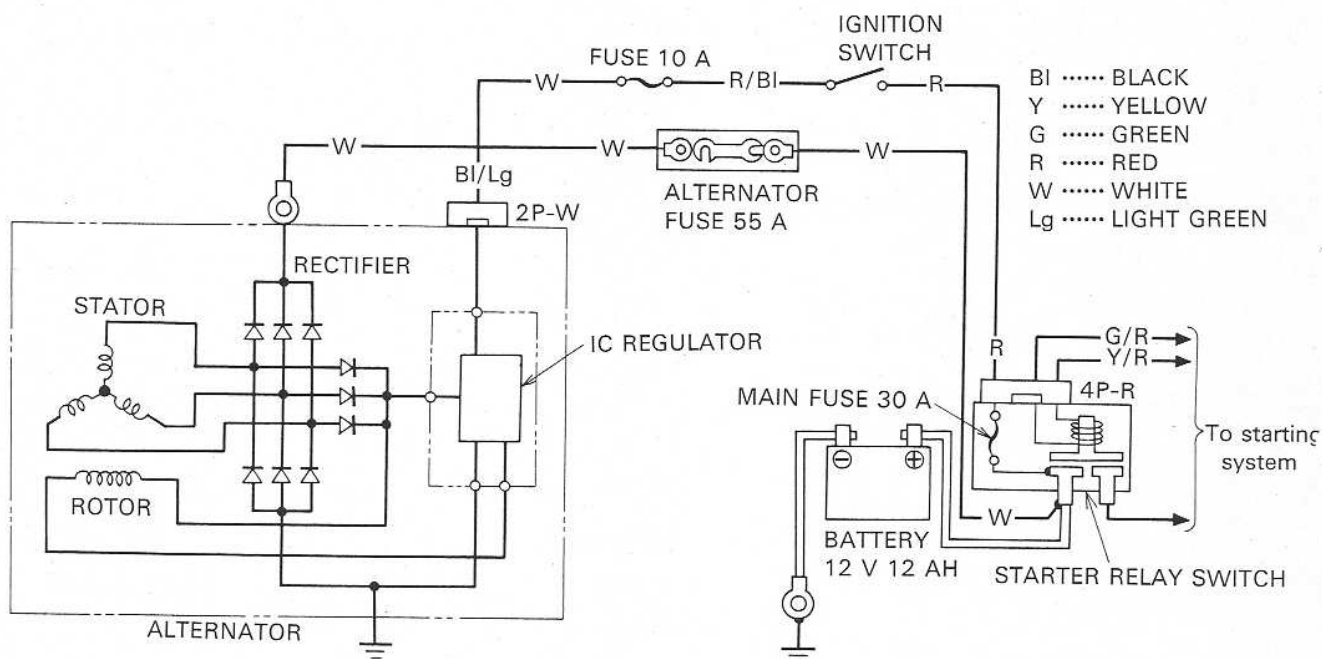 IGNITION
SWITCH
FUSE 10 A
W
R/Bl
R
Bl ······ BLACK
Y ······ YELLOW
G ······ GREEN
R ······ RED
W ······ WHITE
Lg ······ LIGHT GREEN
W
W
W
ALTERNATOR
FUSE 55 A
Bl/Lg
2P-W
RECTIFIER
STATOR
IC REGULATOR
ROTOR
ALTERNATOR
R
G/R
Y/R
4P-R
MAIN FUSE 30 A
To starting
system
⊖
⊕
W
BATTERY
12 V 12 AH
STARTER RELAY SWITCH